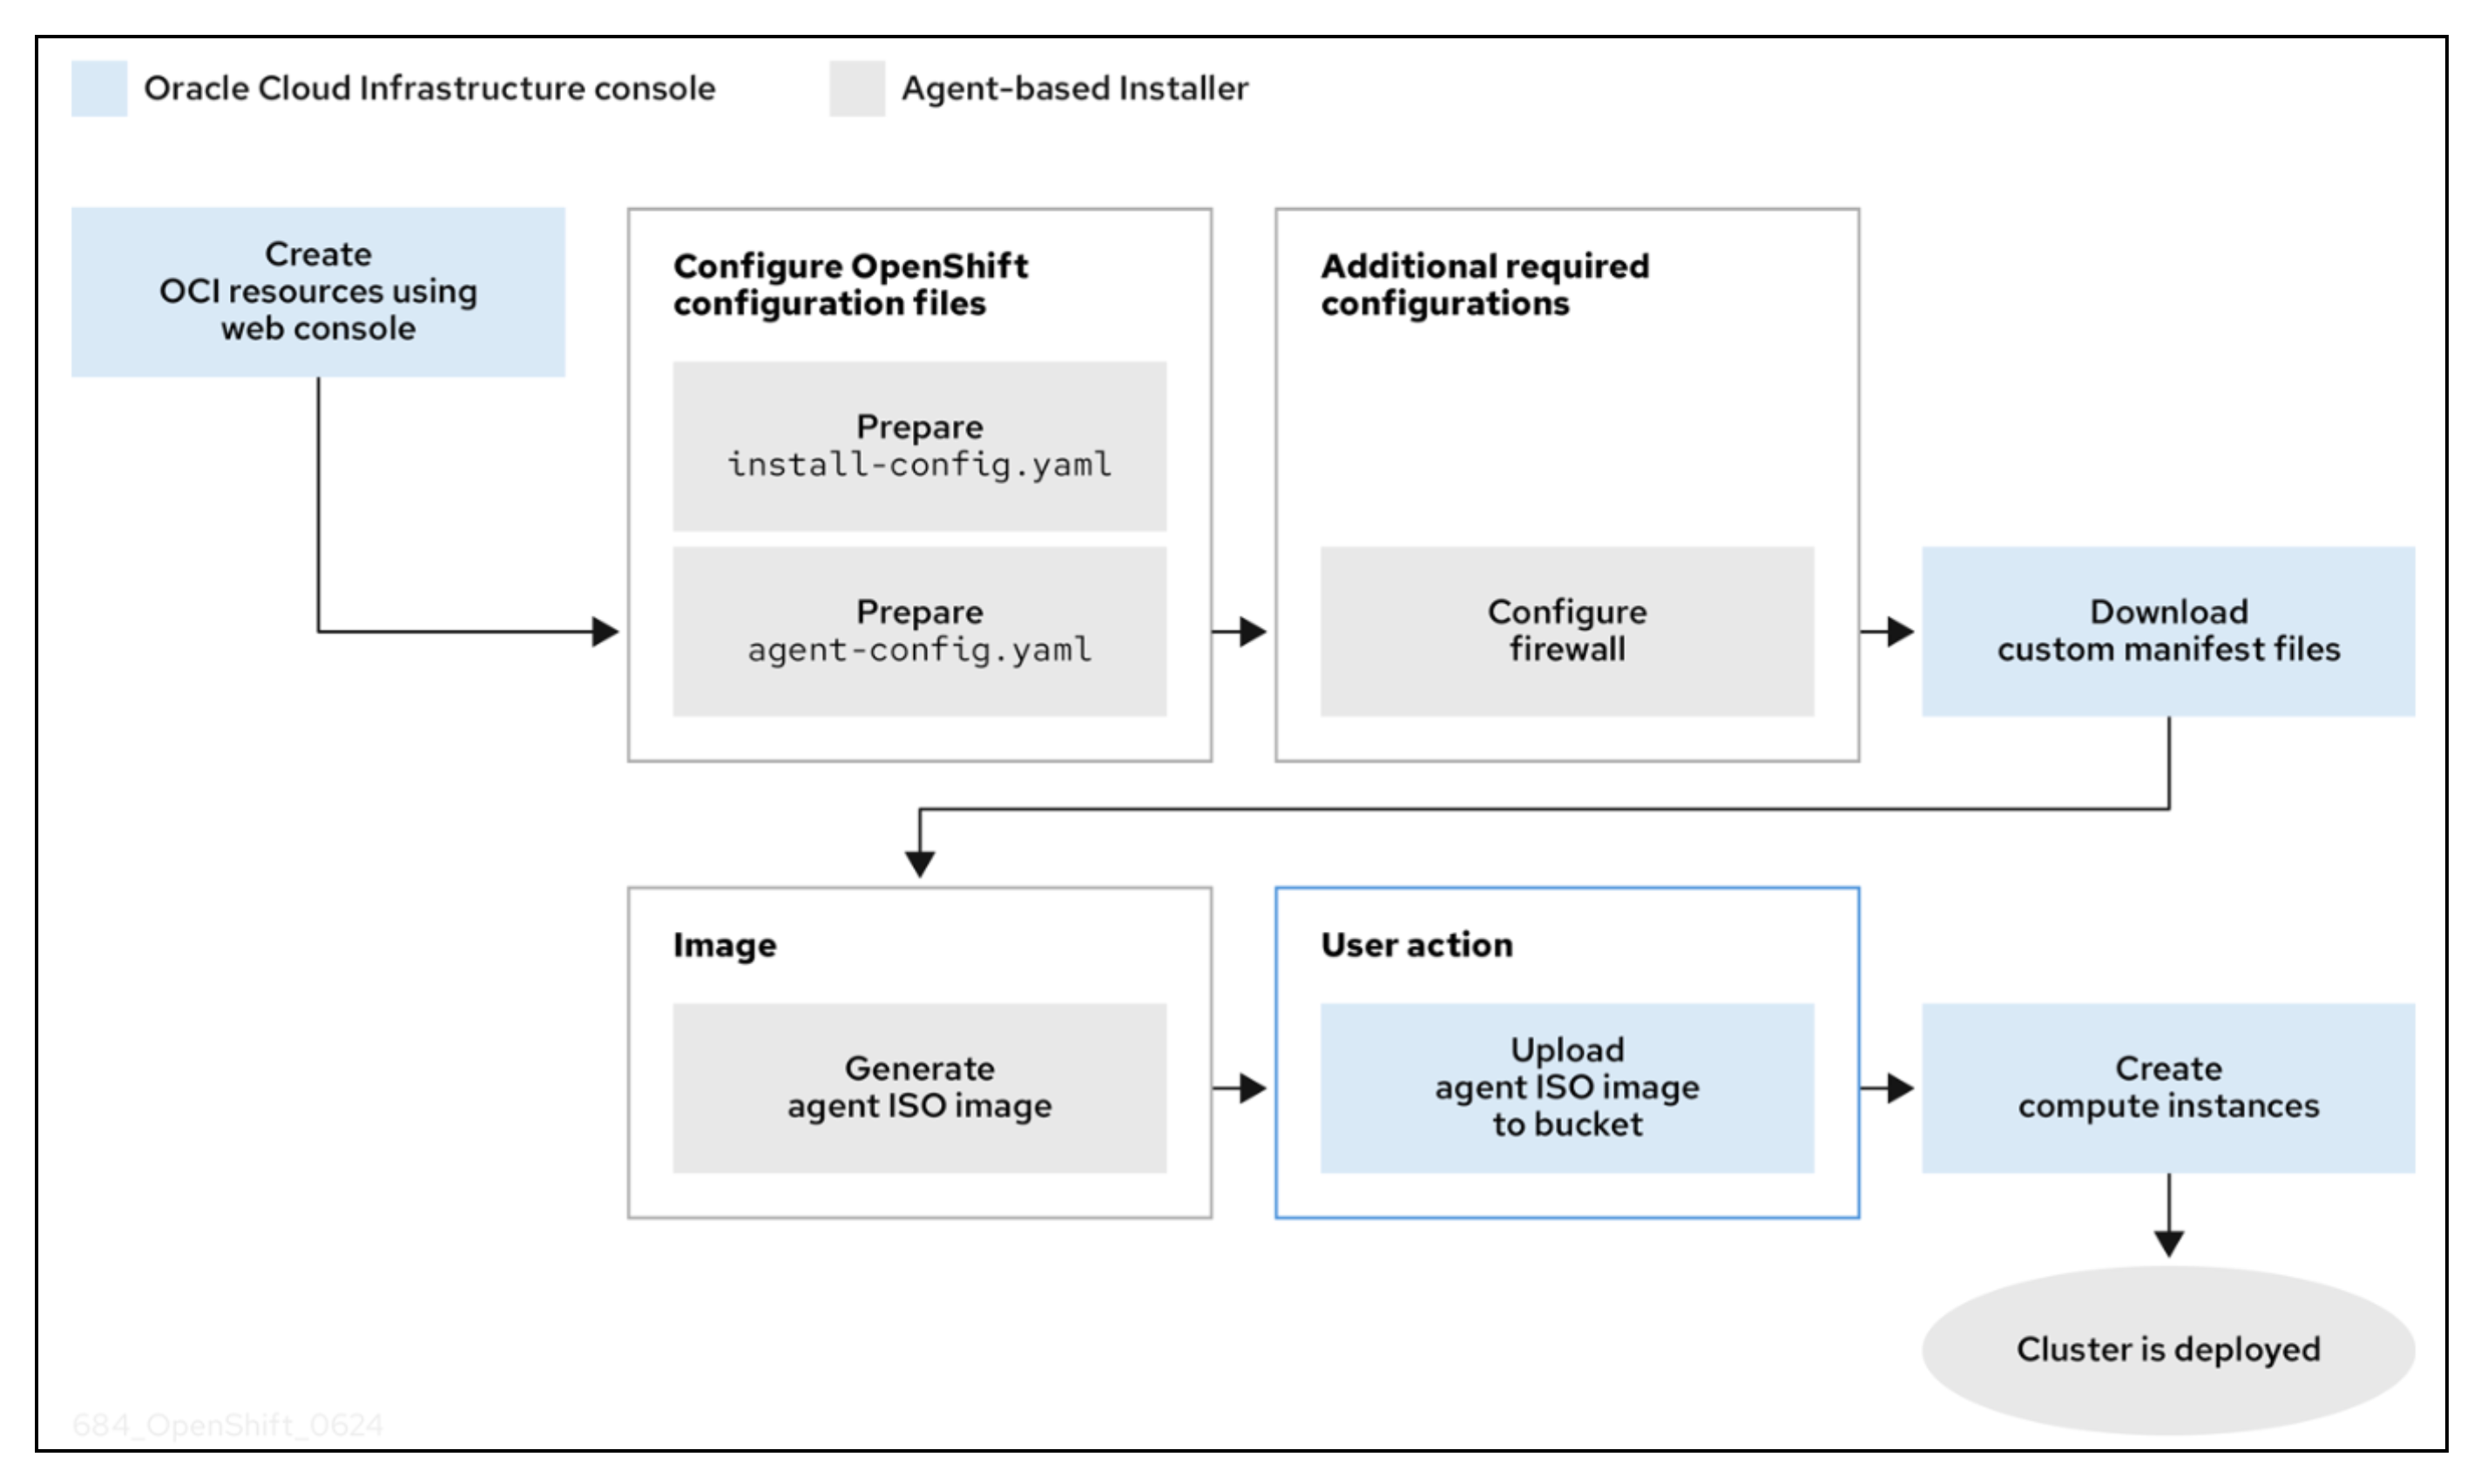 Oracle Cloud Infrastructure console
Agent-based Installer
Create
OCI resources using
web console
Configure OpenShift
configuration files
Prepare
install-config.yaml
Prepare
agent-config.yaml
Additional required
configurations
Configure
firewall
Download
custom manifest files
Image
Generate
agent ISO image
User action
Upload
agent ISO image
to bucket
Create
compute instances
Cluster is deployed
684_OpenShift_0624